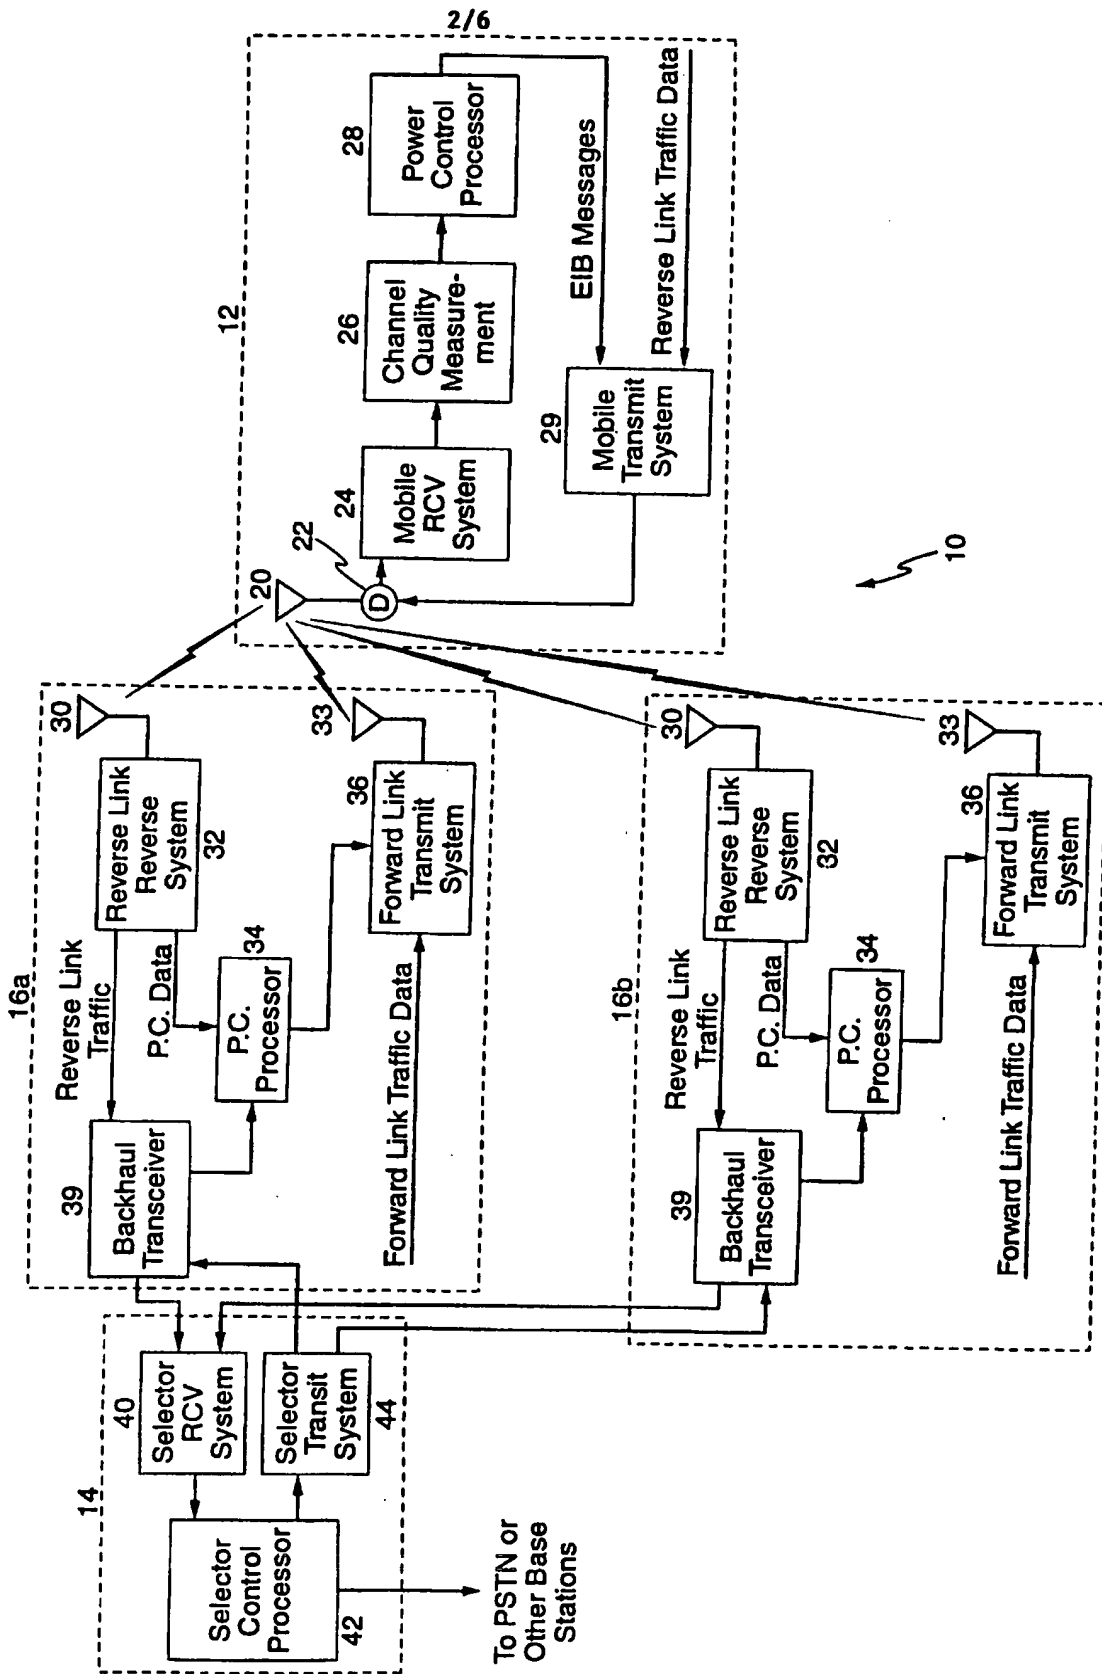 2/6
12
28
Power
Control
Processor
26
Channel
Quality
Measure-
ment
24
Mobile
RCV
System
22
D
20
EIB Messages
Reverse Link Traffic Data
29
Mobile
Transmit
System
10
16a
30
Reverse Link
Reverse
System
32
33
36
Forward Link
Transmit
System
Reverse Link
Traffic
P.C. Data
34
P.C.
Processor
39
Backhaul
Transceiver
Forward Link Traffic Data
16b
30
Reverse Link
Reverse
System
32
33
36
Forward Link
Transmit
System
Reverse Link
Traffic
P.C. Data
34
P.C.
Processor
39
Backhaul
Transceiver
Forward Link Traffic Data
14
40
Selector
RCV
System
Selector
Transit
System
44
Selector
Control
Processor
42
To PSTN or
Other Base
Stations